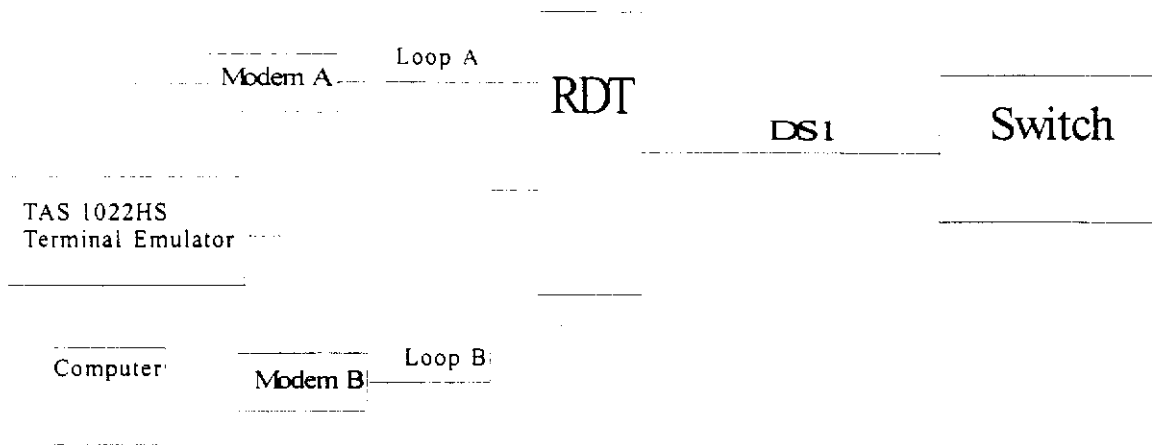 Loop A
Modem A
RDT
DS1
Switch
TAS 1022HS
Terminal Emulator
Loop B
Computer
Modem B